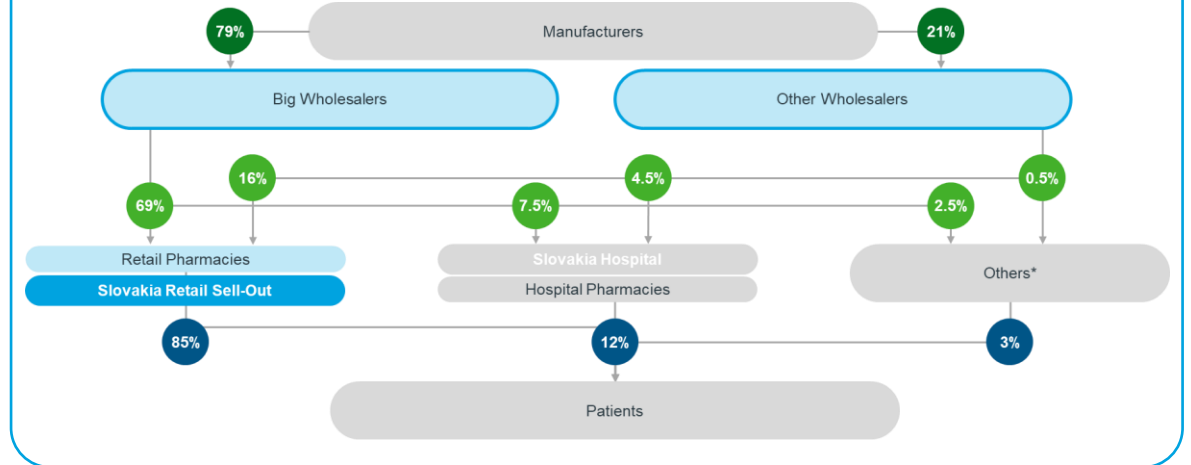 79%
Manufacturers
21%
Big Wholesalers
Other Wholesalers
16%
4.5%
0.5%
69%
7.5%
2.5%
Retail Pharmacies
Slovakia Hospital
Others*
Slovakia Retail Sell-Out
Hospital Pharmacies
85%
12%
3%
Patients